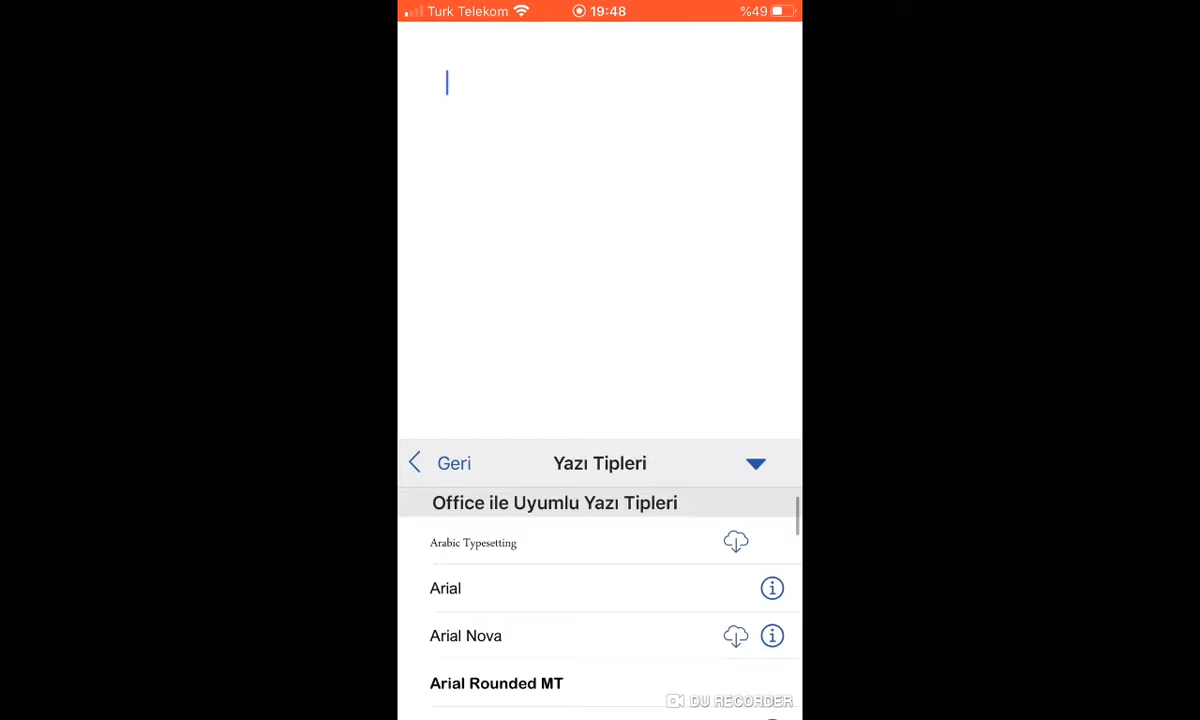 Turk Telekom 19:48 %49
Geri Yazı Tipleri
Office ile Uyumlu Yazı Tipleri
Arabic Typesetting
Arial
Arial Nova
Arial Rounded MT
DU RECORDER